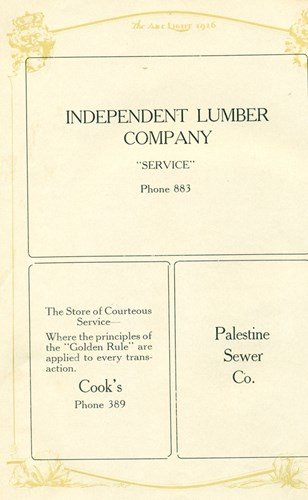 INDEPENDENT LUMBER
COMPANY
"SERVICE"
Phone 883
The Store of Courteous
Service—
Where the principles of
the "Golden Rule" are
applied to every trans-
action.
Cook's
Phone 389
Palestine
Sewer
Co.